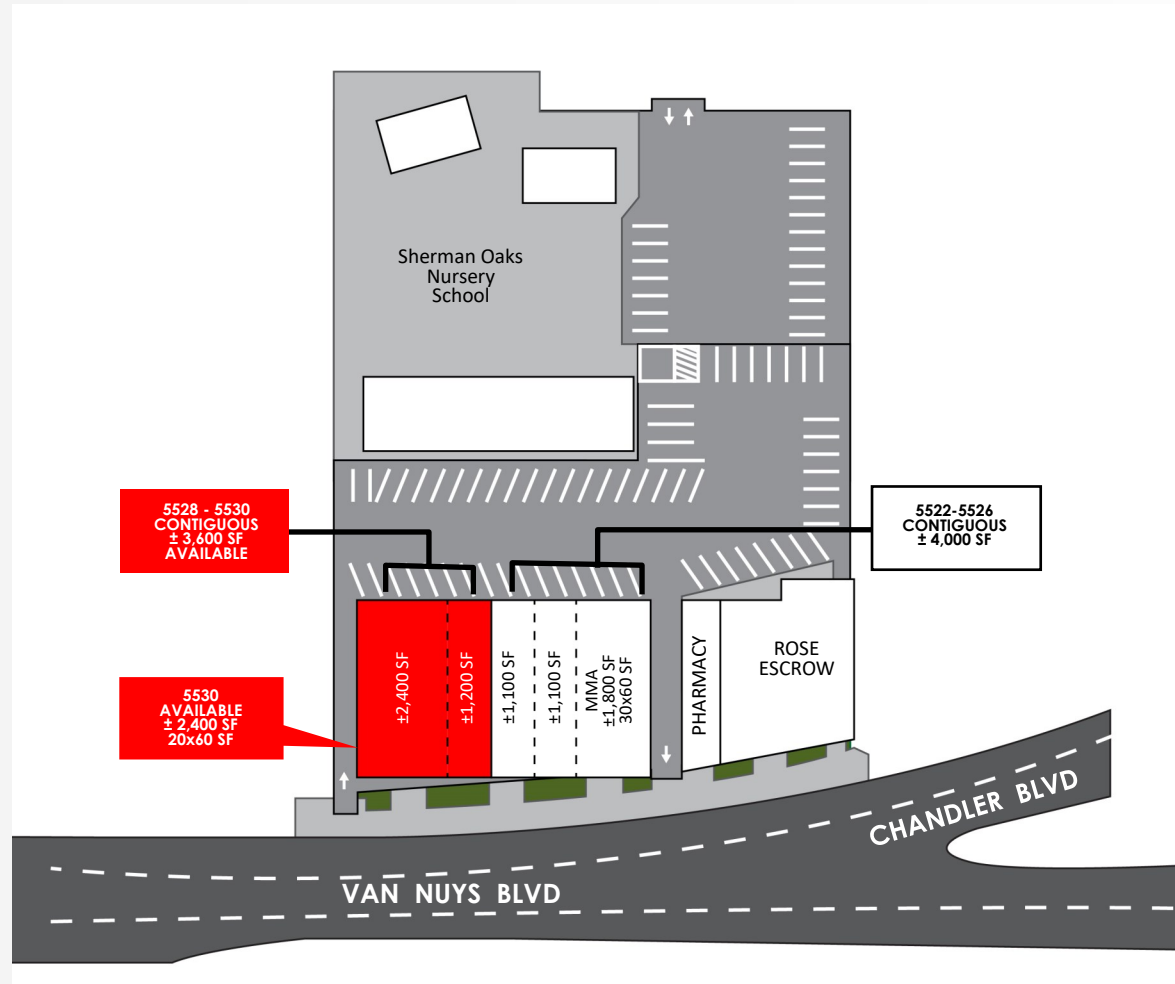 Sherman Oaks
Nursery
School
5528 - 5530
CONTIGUOUS
± 3,600 SF
AVAILABLE
5522-5526
CONTIGUOUS
± 4,000 SF
5530
AVAILABLE
± 2,400 SF
20x60 SF
±2,400 SF
±1,200 SF
±1,100 SF
±1,100 SF
MMA
±1,800 SF
30x60 SF
PHARMACY
ROSE
ESCROW
CHANDLER BLVD
VAN NUYS BLVD